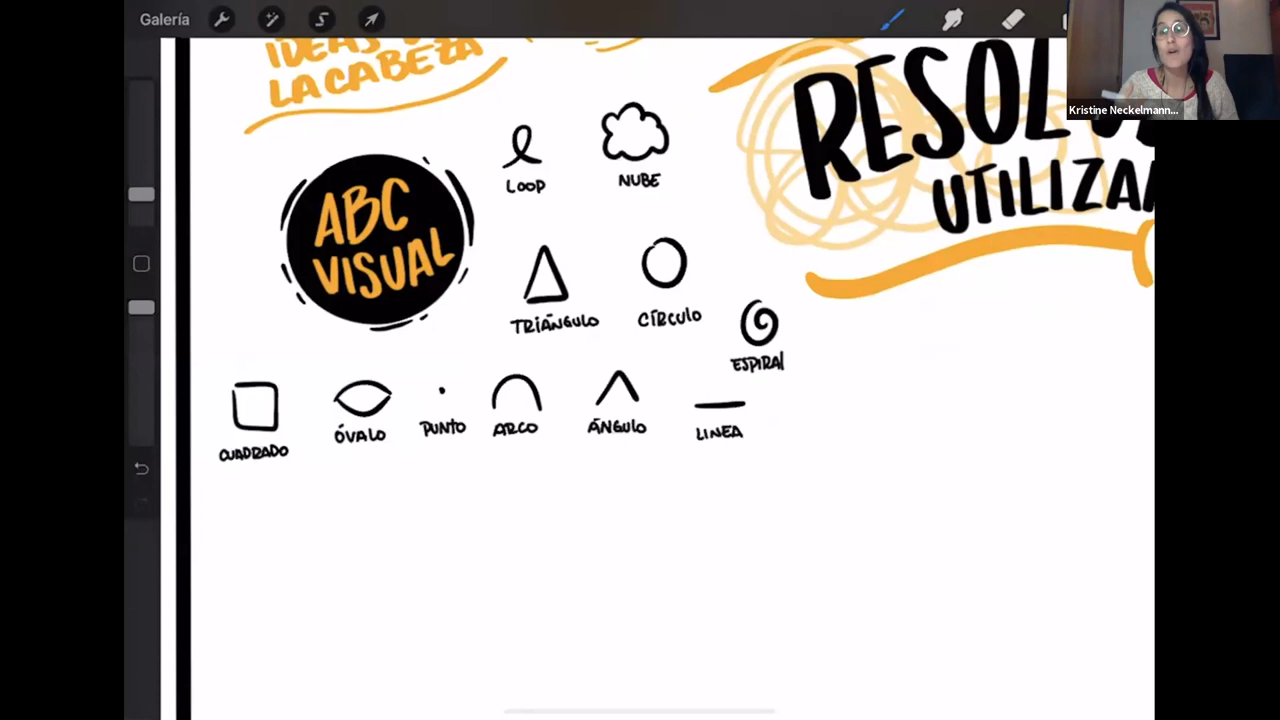 Galería
Kristine Neckelmann...
IDEAS
LA CABEZA
RESOLV
UTILIZA
ABC
VISUAL
LOOP
NUBE
TRIÁNGULO
CÍRCULO
ESPIRAl
CUADRADO
ÓVALO
PUNTO
ARCO
ÁNGULO
LINEA